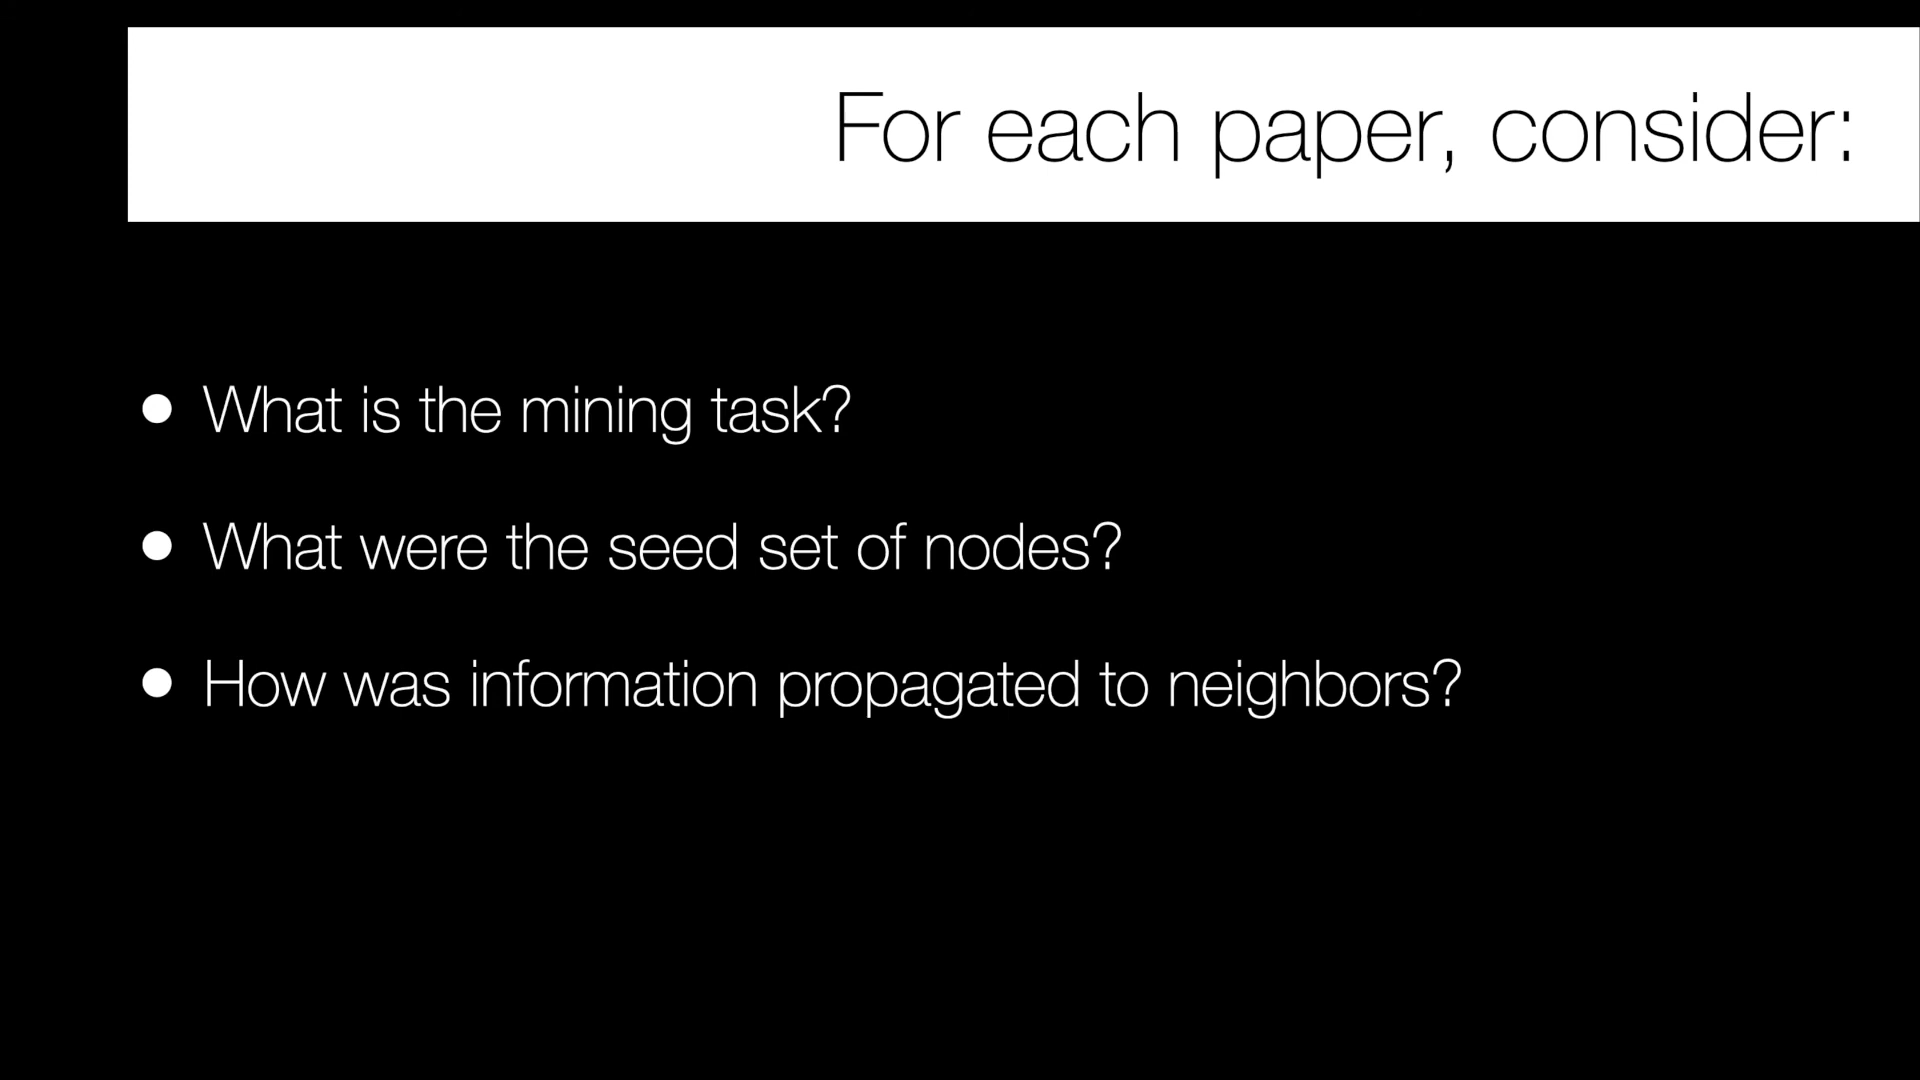 For each paper, consider:
• What is the mining task?
• What were the seed set of nodes?
• How was information propagated to neighbors?